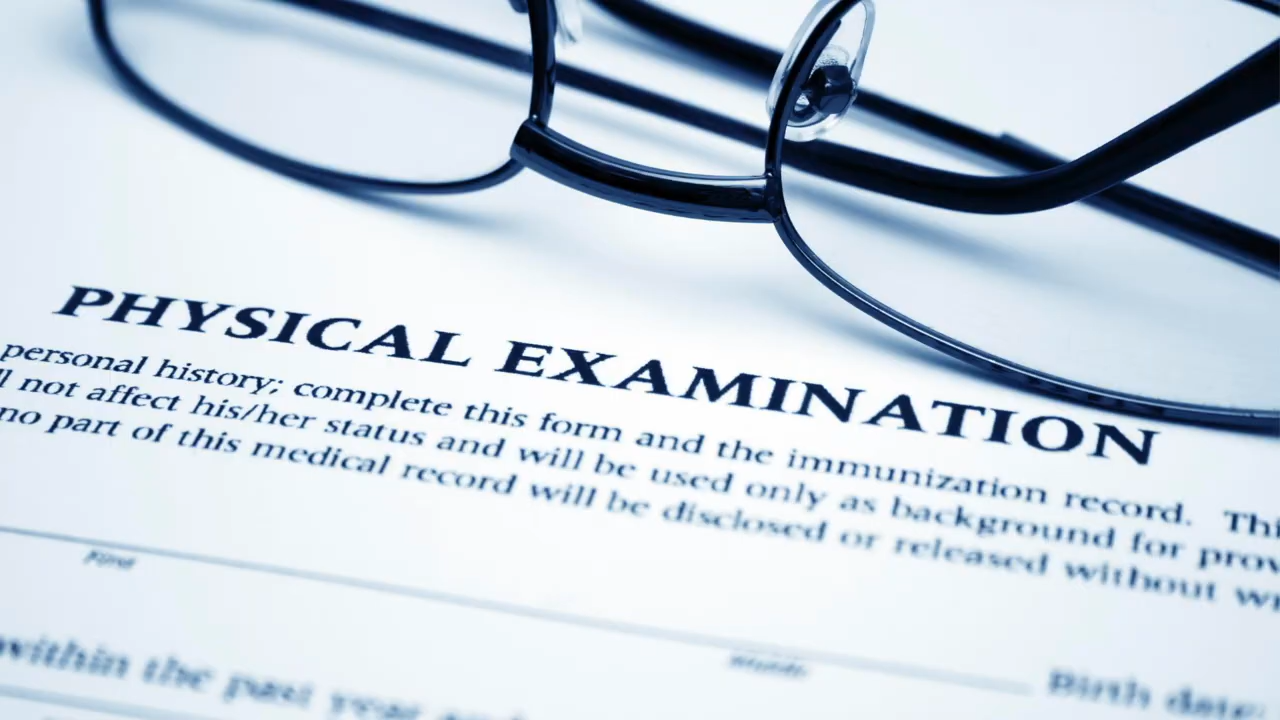 PHYSICAL EXAMINATION
personal history; complete this form and the immunization record. Thi
l not affect his/her status and will be used only as background for prov
no part of this medical record will be disclosed or released without wr
First
Middle
Birth date:
within the past year and